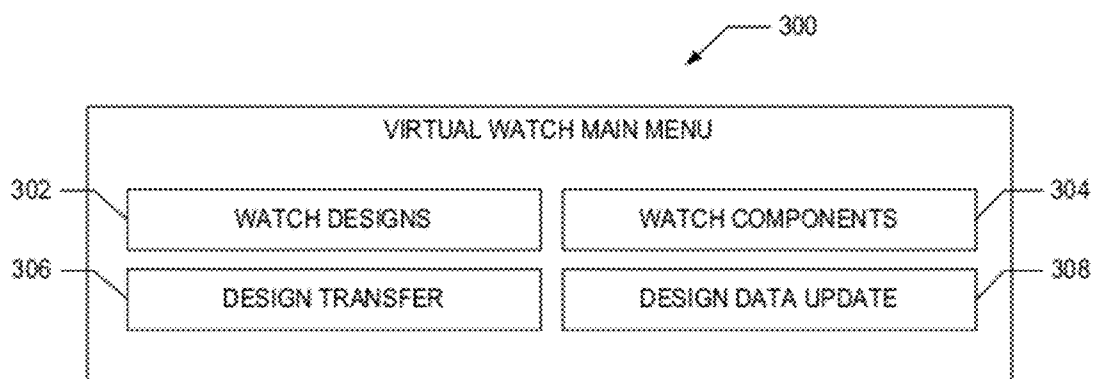 300
VIRTUAL WATCH MAIN MENU
302
WATCH DESIGNS
WATCH COMPONENTS
304
306
DESIGN TRANSFER
DESIGN DATA UPDATE
308